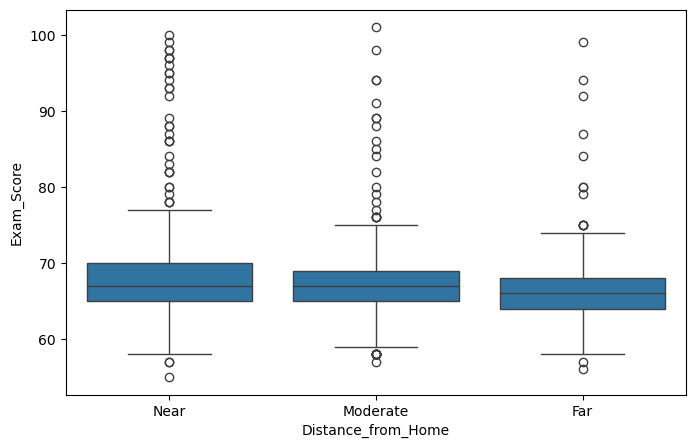 100
90
80
70
60
Exam_Score
Near
Moderate
Far
Distance_from_Home